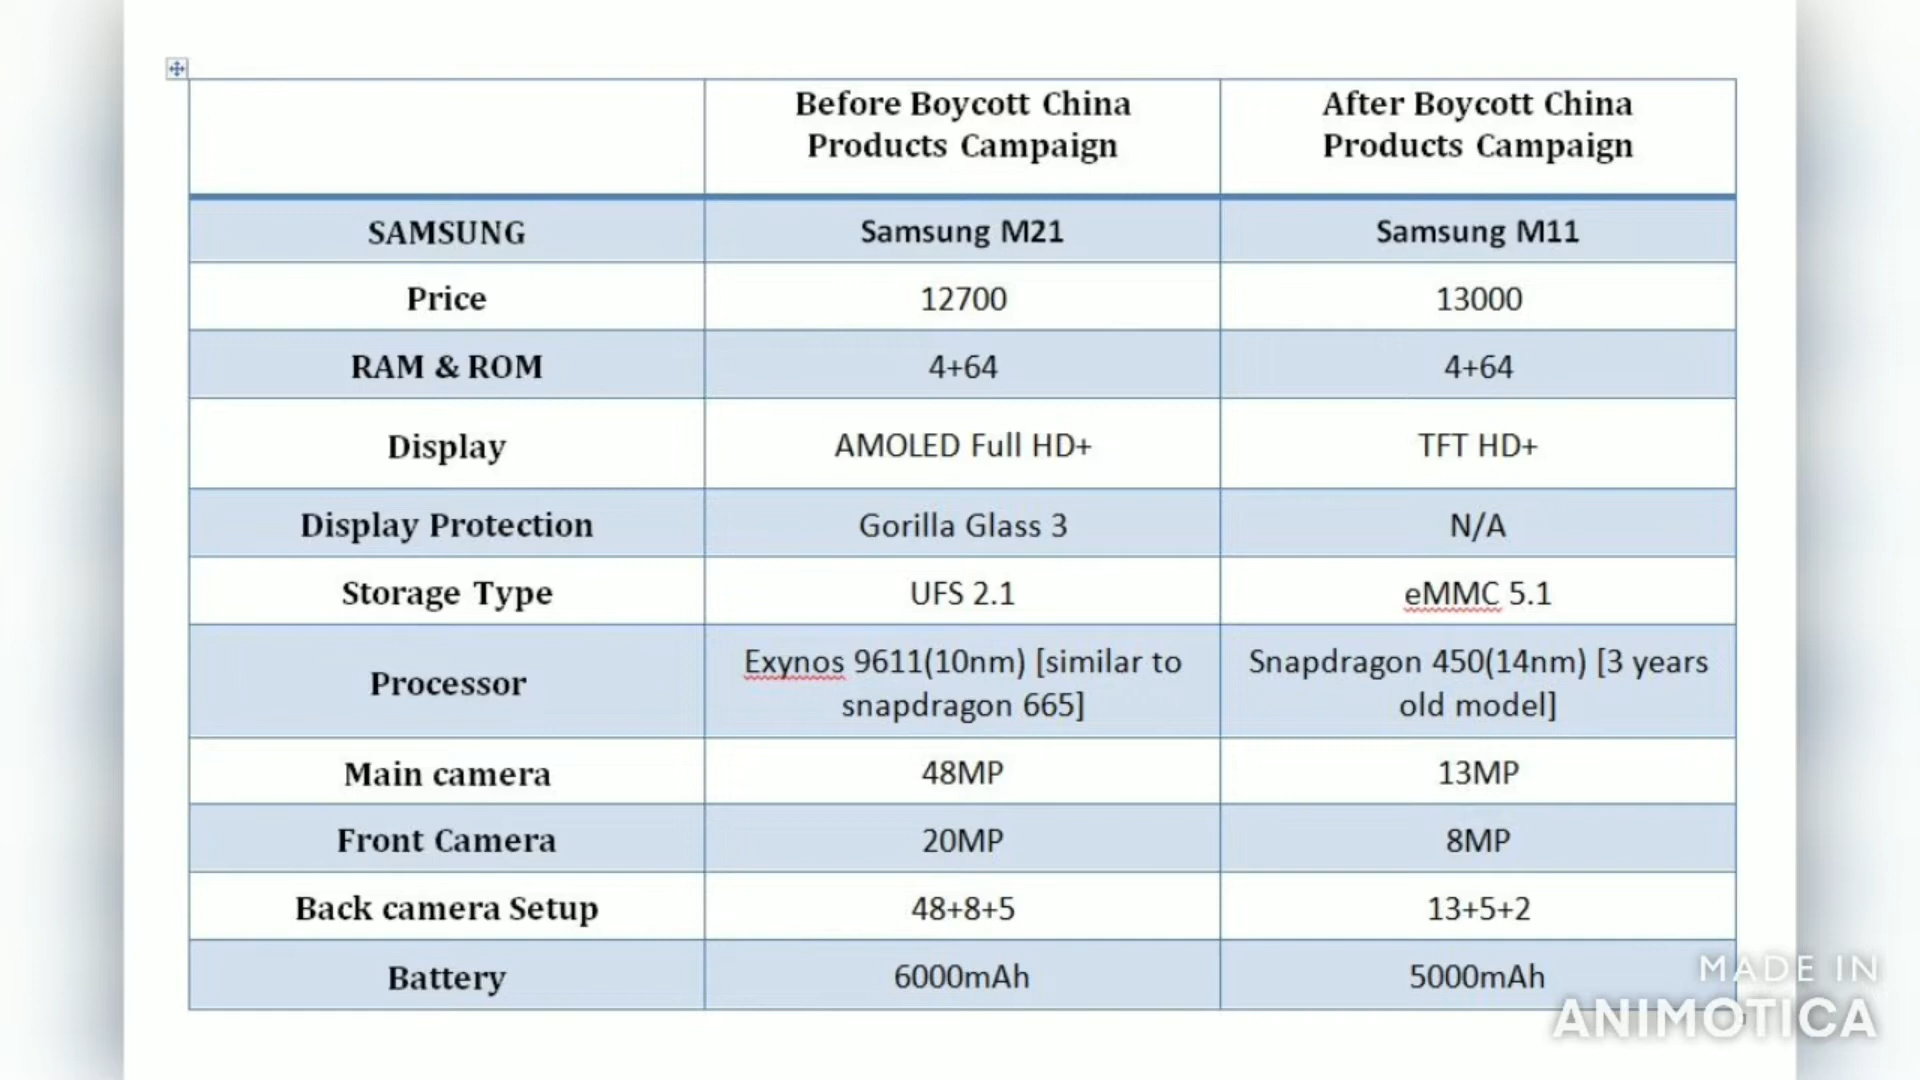 Before Boycott China
Products Campaign
After Boycott China
Products Campaign
SAMSUNG
Samsung M21
Samsung M11
Price
12700
13000
RAM & ROM
4+64
4+64
Display
AMOLED Full HD+
TFT HD+
Display Protection
Gorilla Glass 3
N/A
Storage Type
UFS 2.1
eMMC 5.1
Processor
Exynos 9611(10nm) [similar to
snapdragon 665]
Snapdragon 450(14nm) [3 years
old model]
Main camera
48MP
13MP
Front Camera
20MP
8MP
Back camera Setup
48+8+5
13+5+2
Battery
6000mAh
5000mAh
MADE IN
ANIMOTICA